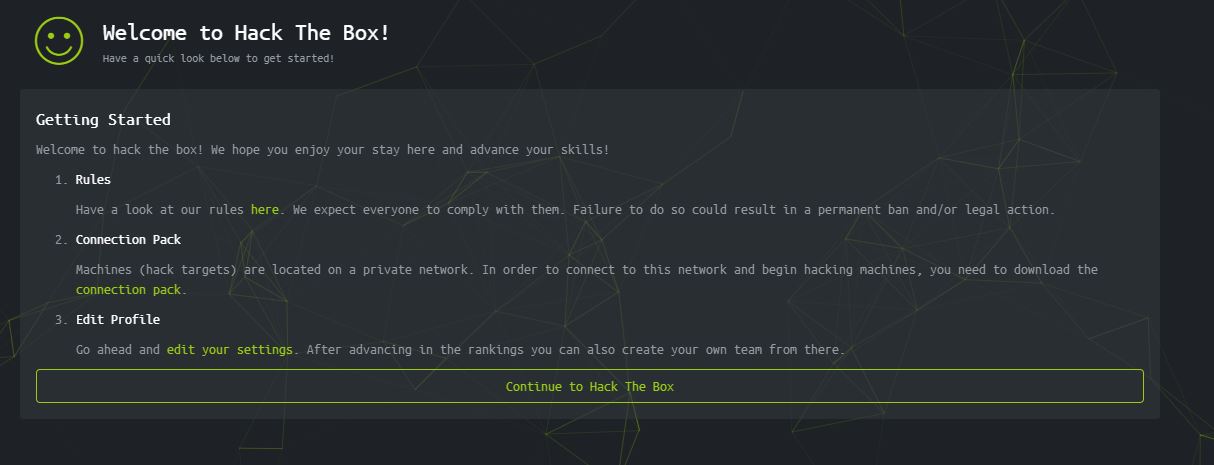 Welcome to Hack The Box!
Have a quick look below to get started!
Getting Started
Welcome to hack the box! We hope you enjoy your stay here and advance your skills!
1. Rules
Have a look at our rules here. We expect everyone to comply with them. Failure to do so could result in a permanent ban and/or legal action.
2. Connection Pack
Machines (hack targets) are located on a private network. In order to connect to this network and begin hacking machines, you need to download the
connection pack.
3. Edit Profile
Go ahead and edit your settings. After advancing in the rankings you can also create your own team from there.
Continue to Hack The Box